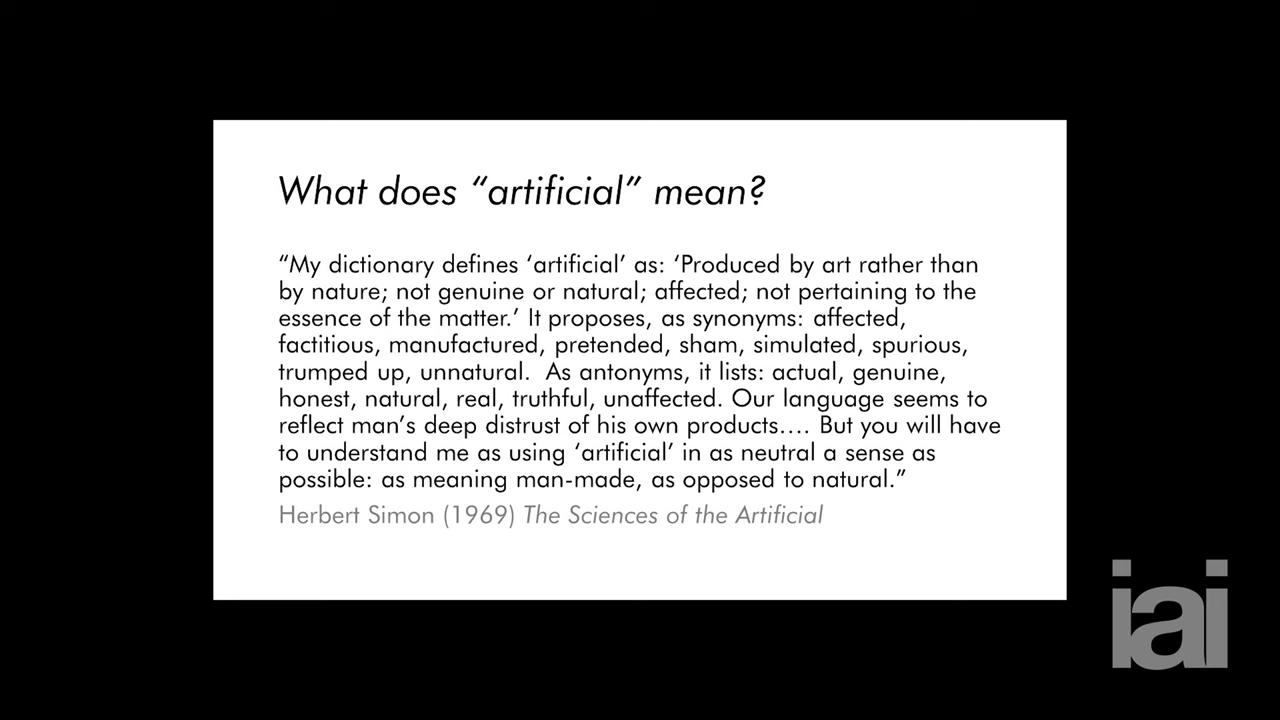 What does “artificial” mean?
“My dictionary defines ‘artificial’ as: ‘Produced by art rather than
by nature; not genuine or natural; affected; not pertaining to the
essence of the matter.’ It proposes, as synonyms: affected,
factitious, manufactured, pretended, sham, simulated, spurious,
trumped up, unnatural.  As antonyms, it lists: actual, genuine,
honest, natural, real, truthful, unaffected. Our language seems to
reflect man’s deep distrust of his own products…. But you will have
to understand me as using ‘artificial’ in as neutral a sense as
possible: as meaning man-made, as opposed to natural.”
Herbert Simon (1969) The Sciences of the Artificial
iai